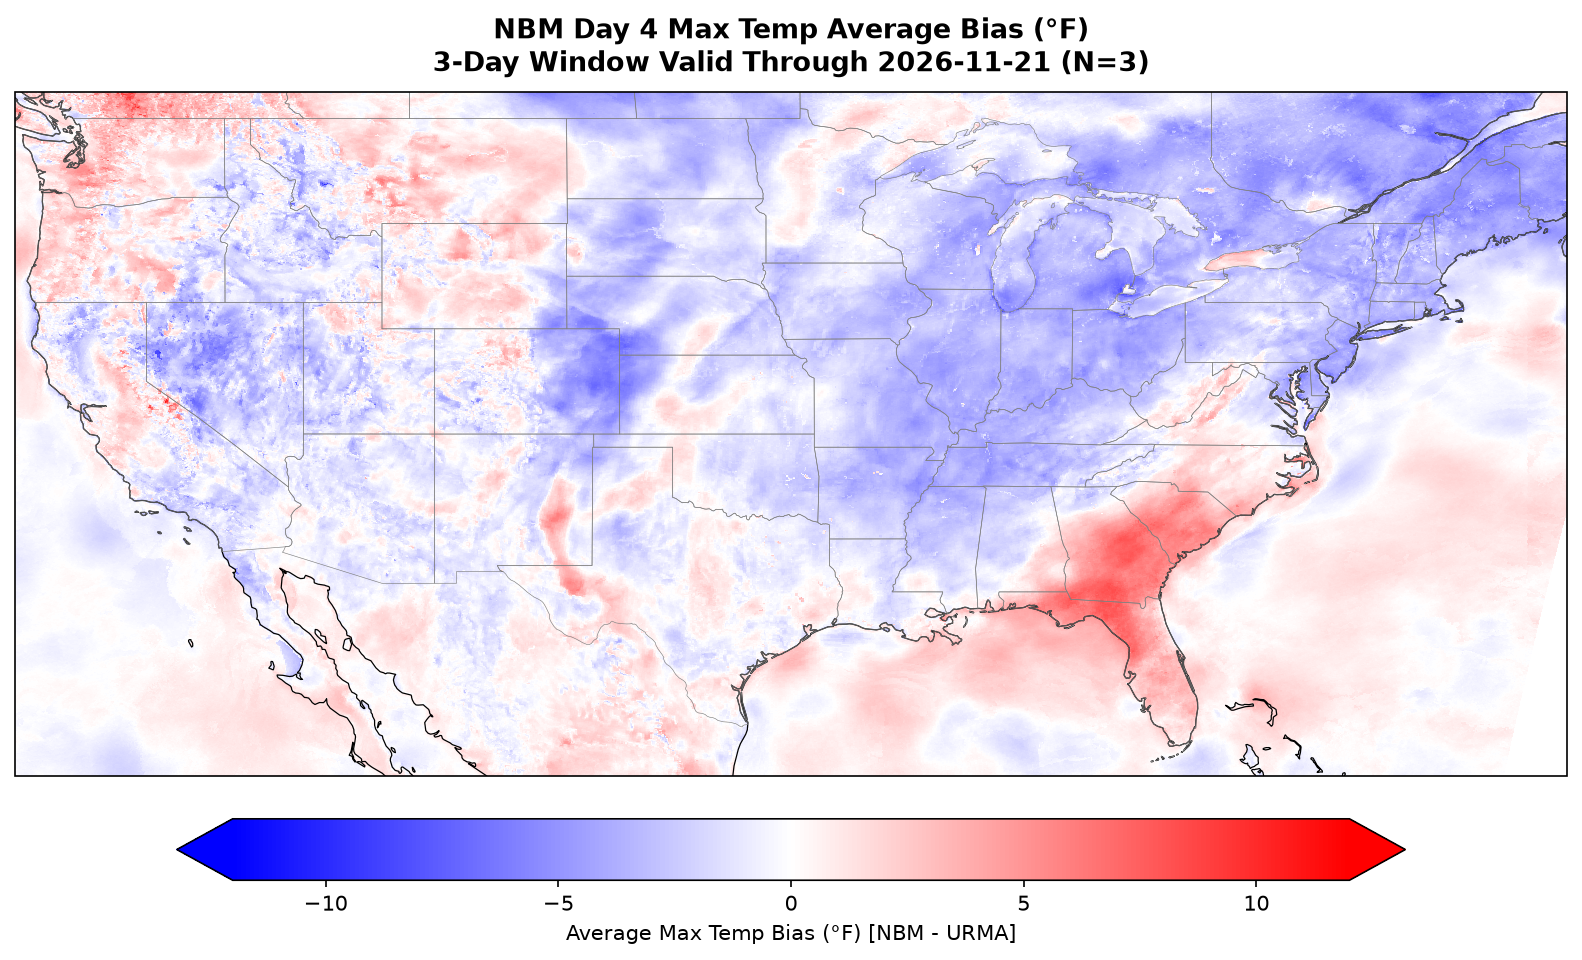 NBM Day 4 Max Temp Average Bias (°F)
3-Day Window Valid Through 2026-11-21 (N=3)
−10 −5 0 5 10
Average Max Temp Bias (°F) [NBM - URMA]